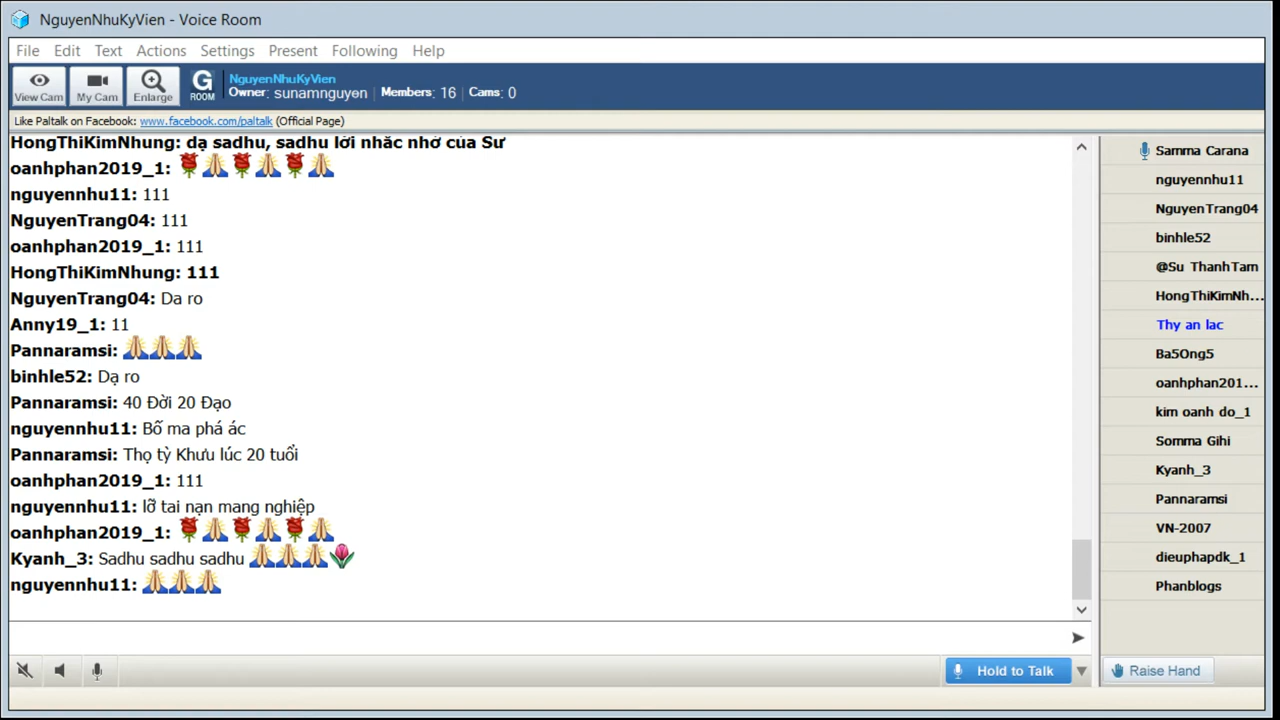 NguyenNhuKyVien - Voice Room
File Edit Text Actions Settings Present Following Help
View Cam My Cam Enlarge G ROOM
NguyenNhuKyVien
Owner: sunamnguyen Members: 16 Cams: 0
Like Paltalk on Facebook: www.facebook.com/paltalk (Official Page)
HongThiKimNhung: dạ sadhu, sadhu lời nhắc nhở của Sư
oanhphan2019_1: 🌹🙏🌹🙏🌹🙏
nguyennhu11: 111
NguyenTrang04: 111
oanhphan2019_1: 111
HongThiKimNhung: 111
NguyenTrang04: Da ro
Anny19_1: 11
Pannaramsi: 🙏🙏🙏
binhle52: Dạ ro
Pannaramsi: 40 Đời 20 Đạo
nguyennhu11: Bố ma phá ác
Pannaramsi: Thọ tỳ Khưu lúc 20 tuổi
oanhphan2019_1: 111
nguyennhu11: lỡ tai nạn mang nghiệp
oanhphan2019_1: 🌹🙏🌹🙏🌹🙏
Kyanh_3: Sadhu sadhu sadhu 🙏🙏🙏🌷
nguyennhu11: 🙏🙏🙏
Samma Carana
nguyennhu11
NguyenTrang04
binhle52
@Su ThanhTam
HongThiKimNh...
Thy an lac
Ba5Ong5
oanhphan201...
kim oanh do_1
Somma Gihi
Kyanh_3
Pannaramsi
VN-2007
dieuphapdk_1
Phanblogs
Hold to Talk
Raise Hand